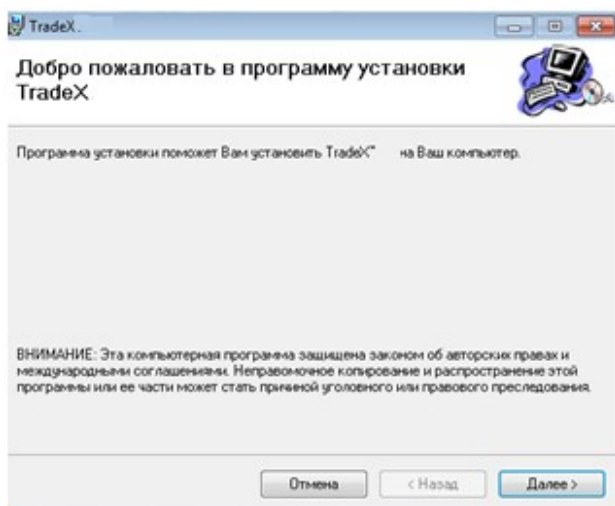 TradeX.
Добро пожаловать в программу установки
TradeX
Программа установки поможет Вам установить TradeX" на Ваш компьютер.
ВНИМАНИЕ: Эта компьютерная программа защищена законом об авторских правах и
международными соглашениями. Неправомочное копирование и распространение этой
программы или ее части может стать причиной уголовного или правового преследования.
Отмена
< Назад
Далее >